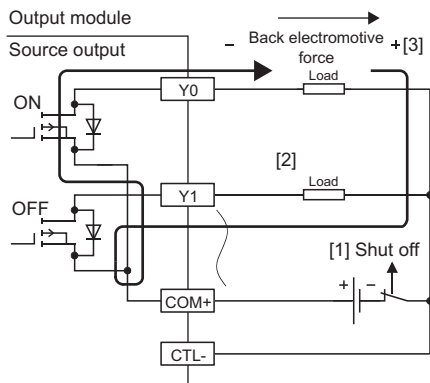 Output module
Source output
- Back electromotive force +[3]
Load
Y0
ON
[2]
Load
Y1
OFF
[1] Shut off
+ -
COM+
CTL-